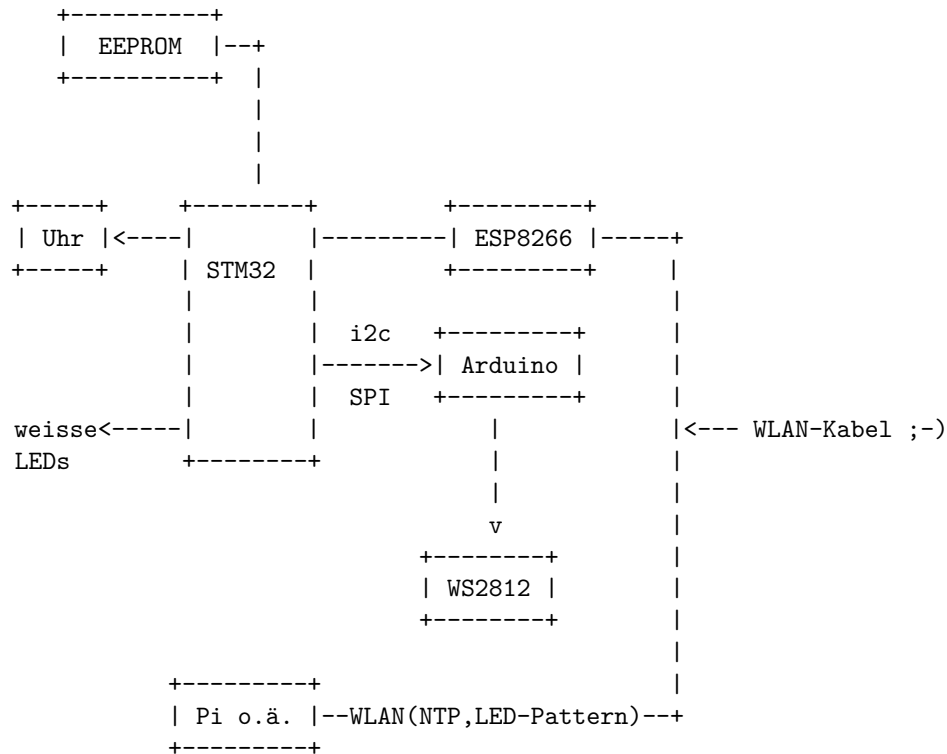 EEPROM
Uhr
STM32
ESP8266
i2c
Arduino
SPI
weisse
LEDs
WLAN-Kabel ;-)
v
WS2812
Pi o.ä.
WLAN(NTP,LED-Pattern)